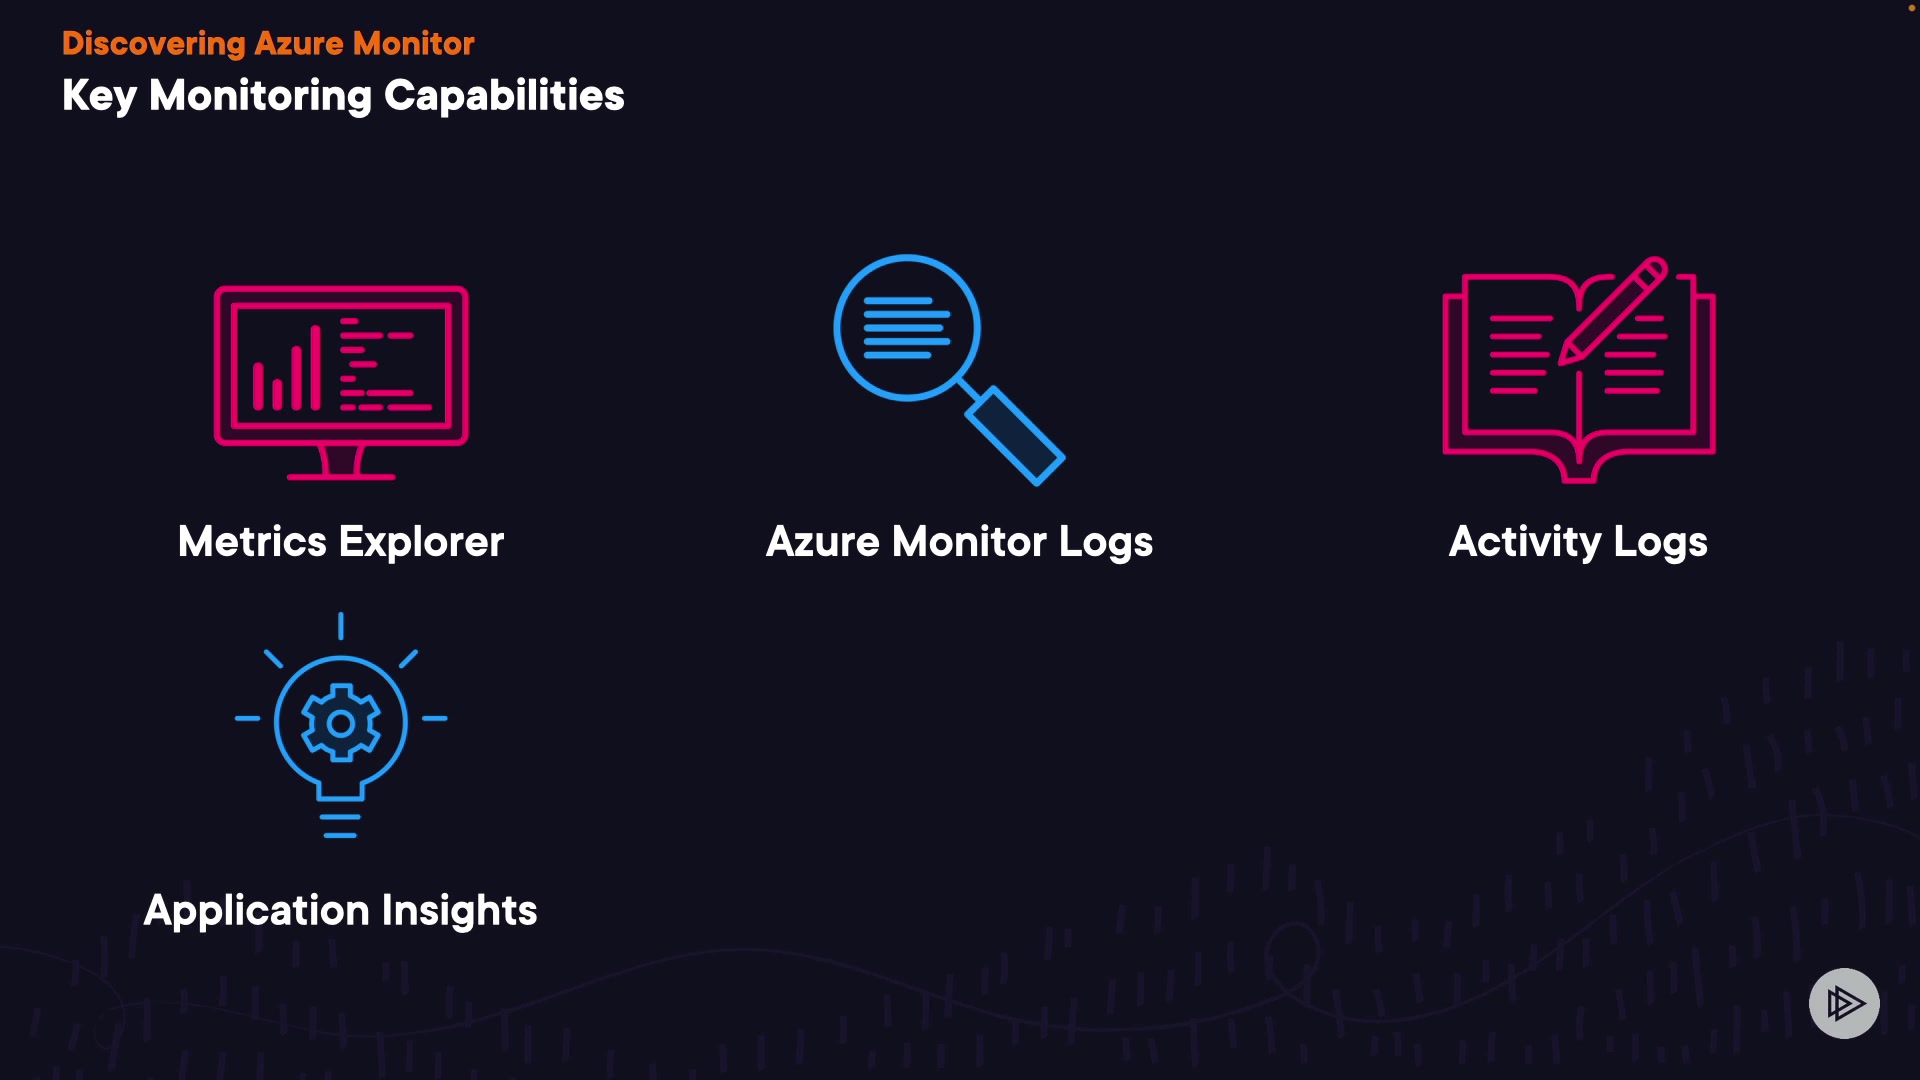 Discovering Azure Monitor
Key Monitoring Capabilities
Metrics Explorer
Azure Monitor Logs
Activity Logs
Application Insights